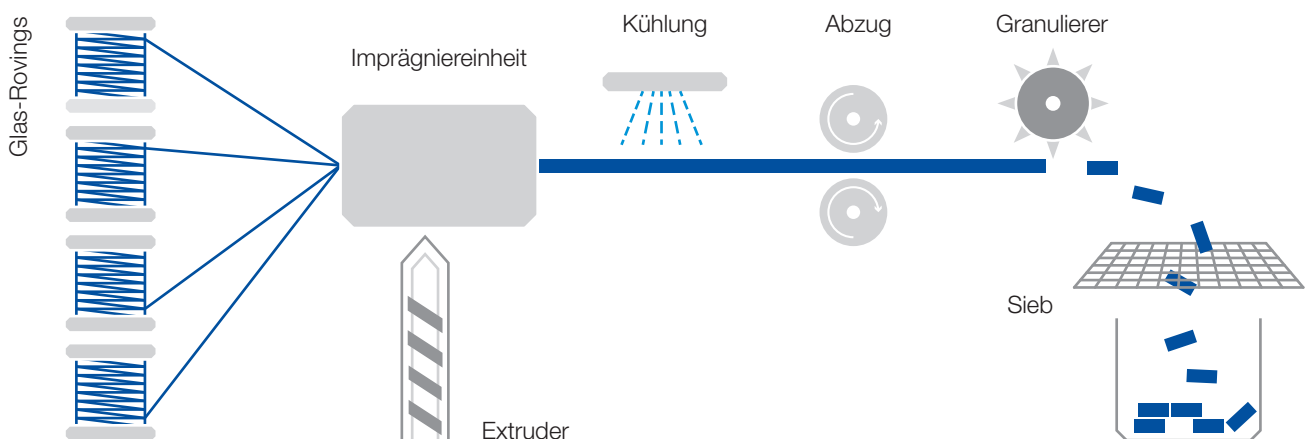 Glas-Rovings
Imprägniereinheit
Kühlung
Abzug
Granulierer
Sieb
Extruder